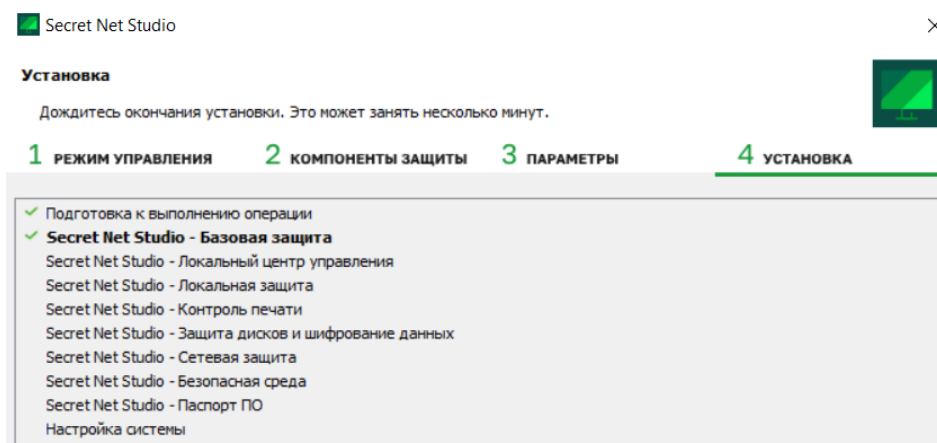 Secret Net Studio
Установка
Дождитесь окончания установки. Это может занять несколько минут.
1 РЕЖИМ УПРАВЛЕНИЯ 2 КОМПОНЕНТЫ ЗАЩИТЫ 3 ПАРАМЕТРЫ 4 УСТАНОВКА
Подготовка к выполнению операции
Secret Net Studio - Базовая защита
Secret Net Studio - Локальный центр управления
Secret Net Studio - Локальная защита
Secret Net Studio - Контроль печати
Secret Net Studio - Защита дисков и шифрование данных
Secret Net Studio - Сетевая защита
Secret Net Studio - Безопасная среда
Secret Net Studio - Паспорт ПО
Настройка системы